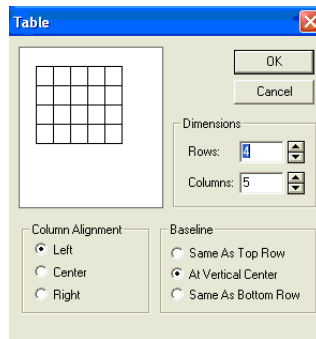 Table
OK
Cancel
Dimensions
Rows: 4
Columns: 5
Column Alignment
Left
Center
Right
Baseline
Same As Top Row
At Vertical Center
Same As Bottom Row